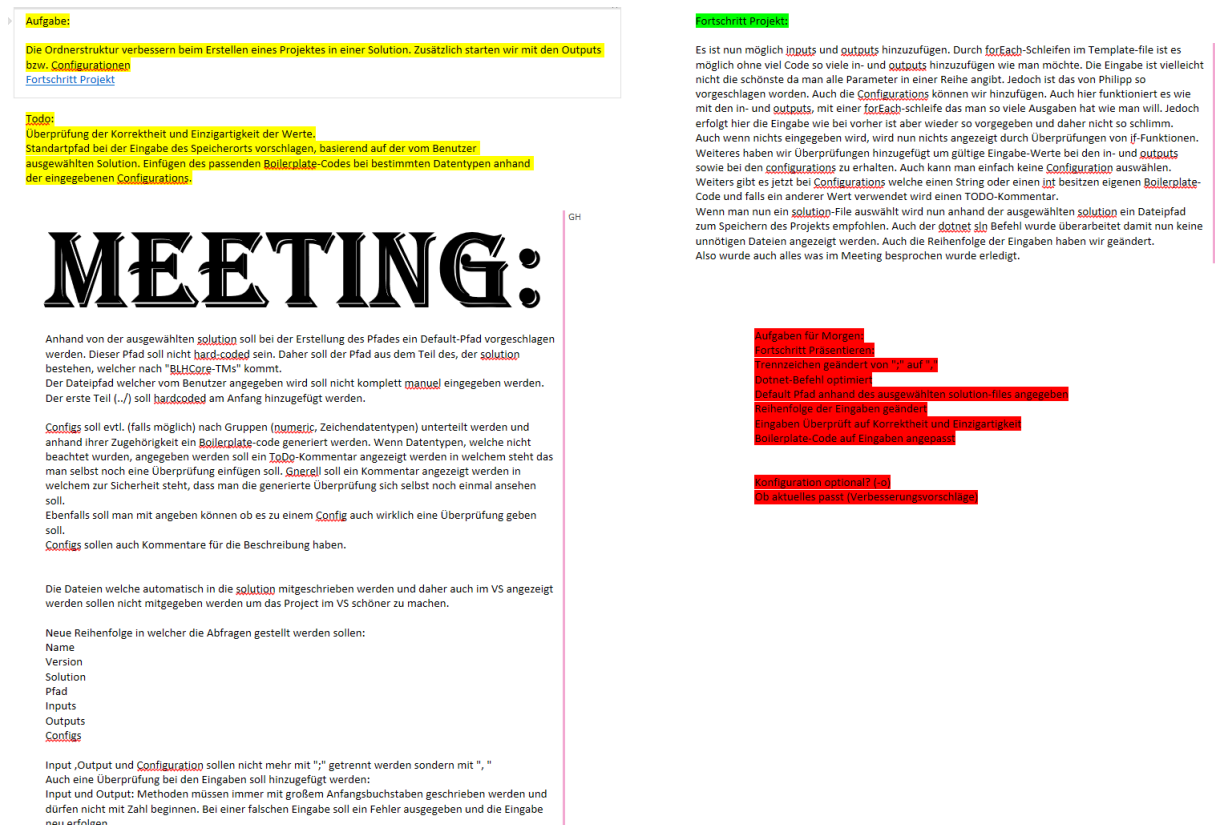 Aufgabe:
Die Ordnerstruktur verbessern beim Erstellen eines Projektes in einer Solution. Zusätzlich starten wir mit den Outputs
bzw. Configurationen
Fortschritt Projekt
Todo:
Überprüfung der Korrektheit und Einzigartigkeit der Werte.
Standartpfad bei der Eingabe des Speicherorts vorschlagen, basierend auf der vom Benutzer
ausgewählten Solution. Einfügen des passenden Boilerplate-Codes bei bestimmten Datentypen anhand
der eingegebenen Configurations.
GH
MEETING:
Anhand von der ausgewählten solution soll bei der Erstellung des Pfades ein Default-Pfad vorgeschlagen
werden. Dieser Pfad soll nicht hard-coded sein. Daher soll der Pfad aus dem Teil des, der solution
bestehen, welcher nach "BLHCore-TMs" kommt.
Der Dateipfad welcher vom Benutzer angegeben wird soll nicht komplett manuel eingegeben werden.
Der erste Teil (../) soll hardcoded am Anfang hinzugefügt werden.
Configs soll evtl. (falls möglich) nach Gruppen (numeric, Zeichendatentypen) unterteilt werden und
anhand ihrer Zugehörigkeit ein Boilerplate-code generiert werden. Wenn Datentypen, welche nicht
beachtet wurden, angegeben werden soll ein ToDo-Kommentar angezeigt werden in welchem steht das
man selbst noch eine Überprüfung einfügen soll. Gnerell soll ein Kommentar angezeigt werden in
welchem zur Sicherheit steht, dass man die generierte Überprüfung sich selbst noch einmal ansehen
soll.
Ebenfalls soll man mit angeben können ob es zu einem Config auch wirklich eine Überprüfung geben
soll.
Configs sollen auch Kommentare für die Beschreibung haben.
Die Dateien welche automatisch in die solution mitgeschrieben werden und daher auch im VS angezeigt
werden sollen nicht mitgegeben werden um das Project im VS schöner zu machen.
Neue Reihenfolge in welcher die Abfragen gestellt werden sollen:
Name
Version
Solution
Pfad
Inputs
Outputs
Configs
Input ,Output und Configuration sollen nicht mehr mit ";" getrennt werden sondern mit ", "
Auch eine Überprüfung bei den Eingaben soll hinzugefügt werden:
Input und Output: Methoden müssen immer mit großem Anfangsbuchstaben geschrieben werden und
dürfen nicht mit Zahl beginnen. Bei einer falschen Eingabe soll ein Fehler ausgegeben und die Eingabe
neu erfolgen
Fortschritt Projekt:
Es ist nun möglich inputs und outputs hinzuzufügen. Durch forEach-Schleifen im Template-file ist es
möglich ohne viel Code so viele in- und outputs hinzuzufügen wie man möchte. Die Eingabe ist vielleicht
nicht die schönste da man alle Parameter in einer Reihe angibt. Jedoch ist das von Philipp so
vorgeschlagen worden. Auch die Configurations können wir hinzufügen. Auch hier funktioniert es wie
mit den in- und outputs, mit einer forEach-schleife das man so viele Ausgaben hat wie man will. Jedoch
erfolgt hier die Eingabe wie bei vorher ist aber wieder so vorgegeben und daher nicht so schlimm.
Auch wenn nichts eingegeben wird, wird nun nichts angezeigt durch Überprüfungen von if-Funktionen.
Weiteres haben wir Überprüfungen hinzugefügt um gültige Eingabe-Werte bei den in- und outputs
sowie bei den configurations zu erhalten. Auch kann man einfach keine Configuration auswählen.
Weiters gibt es jetzt bei Configurations welche einen String oder einen int besitzen eigenen Boilerplate-
Code und falls ein anderer Wert verwendet wird einen TODO-Kommentar.
Wenn man nun ein solution-File auswählt wird nun anhand der ausgewählten solution ein Dateipfad
zum Speichern des Projekts empfohlen. Auch der dotnet sln Befehl wurde überarbeitet damit nun keine
unnötigen Dateien angezeigt werden. Auch die Reihenfolge der Eingaben haben wir geändert.
Also wurde auch alles was im Meeting besprochen wurde erledigt.
Aufgaben für Morgen:
Fortschritt Präsentieren:
Trennzeichen geändert von ";" auf ","
Dotnet-Befehl optimiert
Default Pfad anhand des ausgewählten solution-files angegeben
Reihenfolge der Eingaben geändert
Eingaben Überprüft auf Korrektheit und Einzigartigkeit
Boilerplate-Code auf Eingaben angepasst
Konfiguration optional? (-o)
Ob aktuelles passt (Verbesserungsvorschläge)